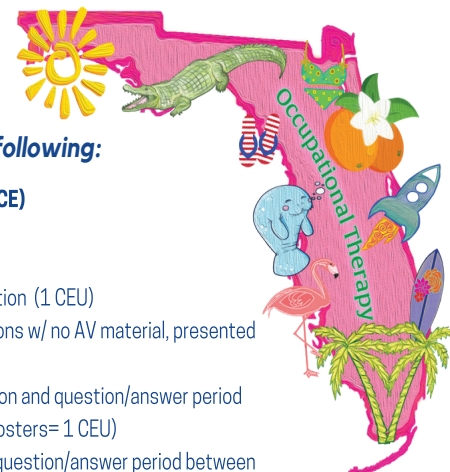 following:
CE)
Occupational Therapy
tion (1 CEU)
ons w/ no AV material, presented
on and question/answer period
osters= 1 CEU)
question/answer period between